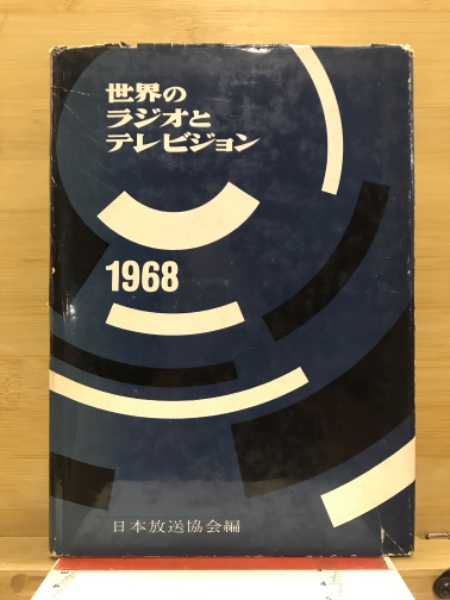 世界の
ラジオと
テレビジョン
1968
日本放送協会編